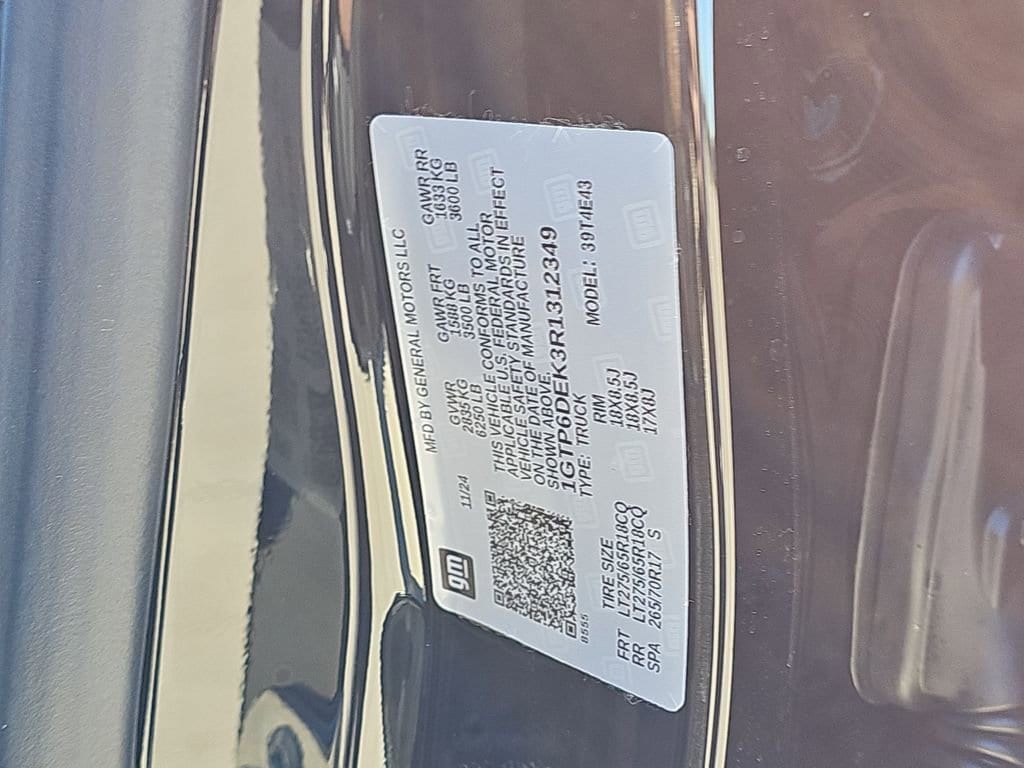 gm
MFD BY GENERAL MOTORS LLC
11/24
GVWR GAWR FRT GAWR RR
2835 KG 1588 KG 1633 KG
6250 LB 3500 LB 3600 LB
THIS VEHICLE CONFORMS TO ALL
APPLICABLE U.S. FEDERAL MOTOR
VEHICLE SAFETY STANDARDS IN EFFECT
ON THE DATE OF MANUFACTURE
SHOWN ABOVE.
1GTP6DEK3R1312349
TYPE: TRUCK MODEL: 39T4E43
8555
TIRE SIZE RIM
FRT LT275/65R18CQ 18X8.5J
RR LT275/65R18CQ 18X8.5J
SPA 265/70R17 S 17X8J